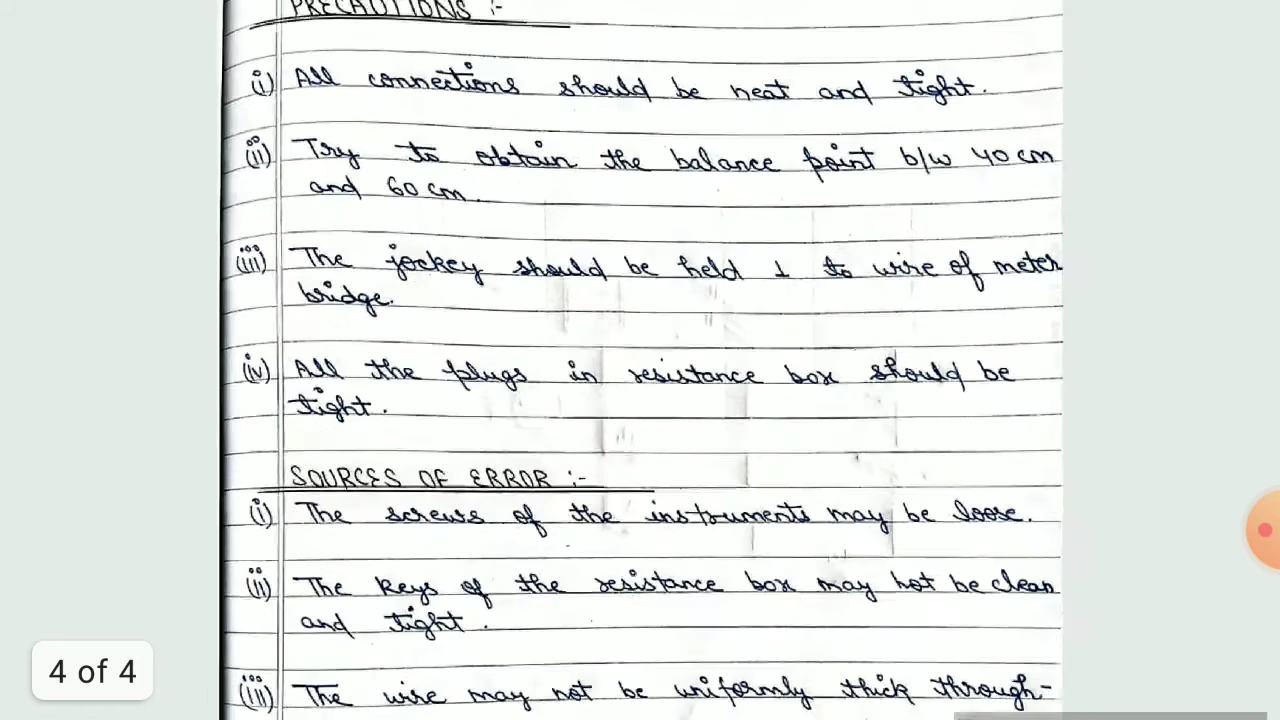 PRECAUTIONS :-
(i) All connections should be neat and tight.
(ii) Try to obtain the balance point b/w 40 cm
and 60 cm.
(iii) The jockey should be held ⊥ to wire of meter
bridge.
(iv) All the plugs in resistance box should be
tight.
SOURCES OF ERROR :-
(i) The screws of the instruments may be loose.
(ii) The keys of the resistance box may not be clean
and tight.
(iii) The wire may not be uniformly thick through-
4 of 4